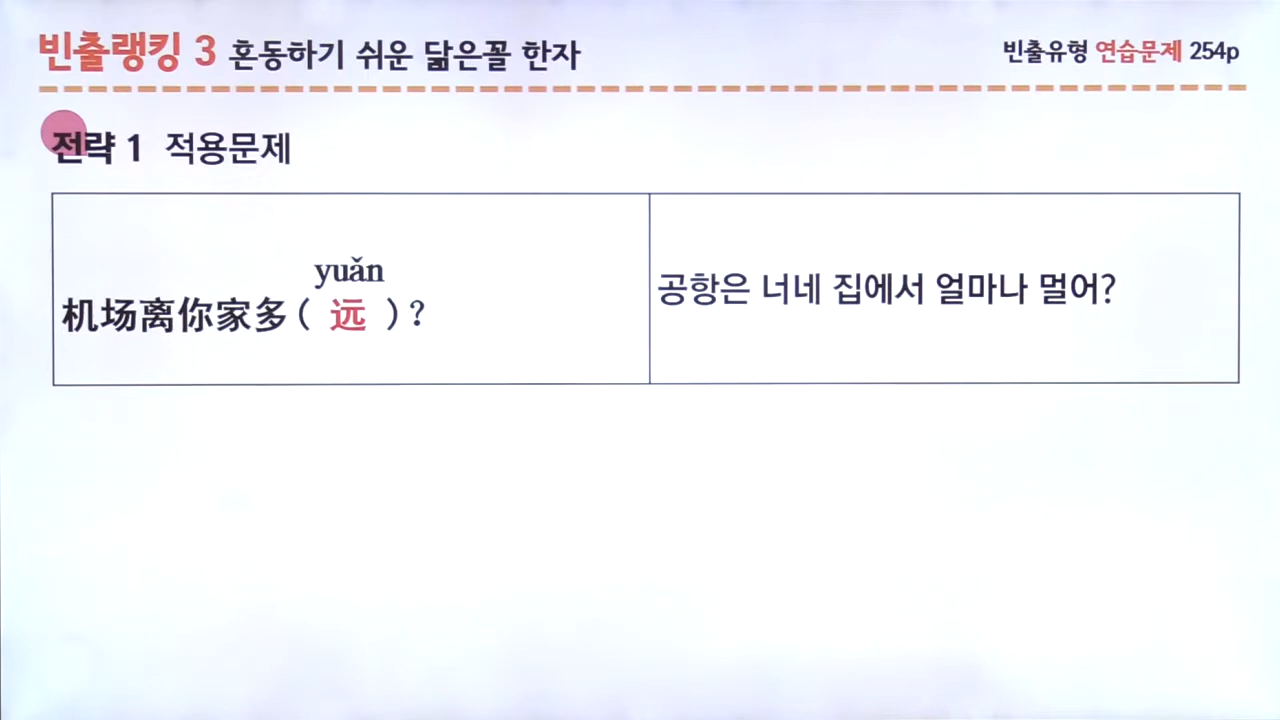 빈출랭킹 3 혼동하기 쉬운 닮은꼴 한자
빈출유형 연습문제 254p
전략 1 적용문제
yuǎn
机场离你家多( 远 )?
공항은 너네 집에서 얼마나 멀어?